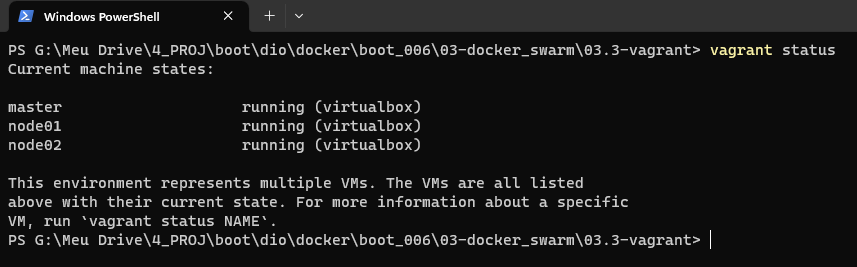 Windows PowerShell
PS G:\Meu Drive\4_PROJ\boot\dio\docker\boot_006\03-docker_swarm\03.3-vagrant> vagrant status
Current machine states:
master                    running (virtualbox)
node01                    running (virtualbox)
node02                    running (virtualbox)
This environment represents multiple VMs. The VMs are all listed
above with their current state. For more information about a specific
VM, run `vagrant status NAME`.
PS G:\Meu Drive\4_PROJ\boot\dio\docker\boot_006\03-docker_swarm\03.3-vagrant>